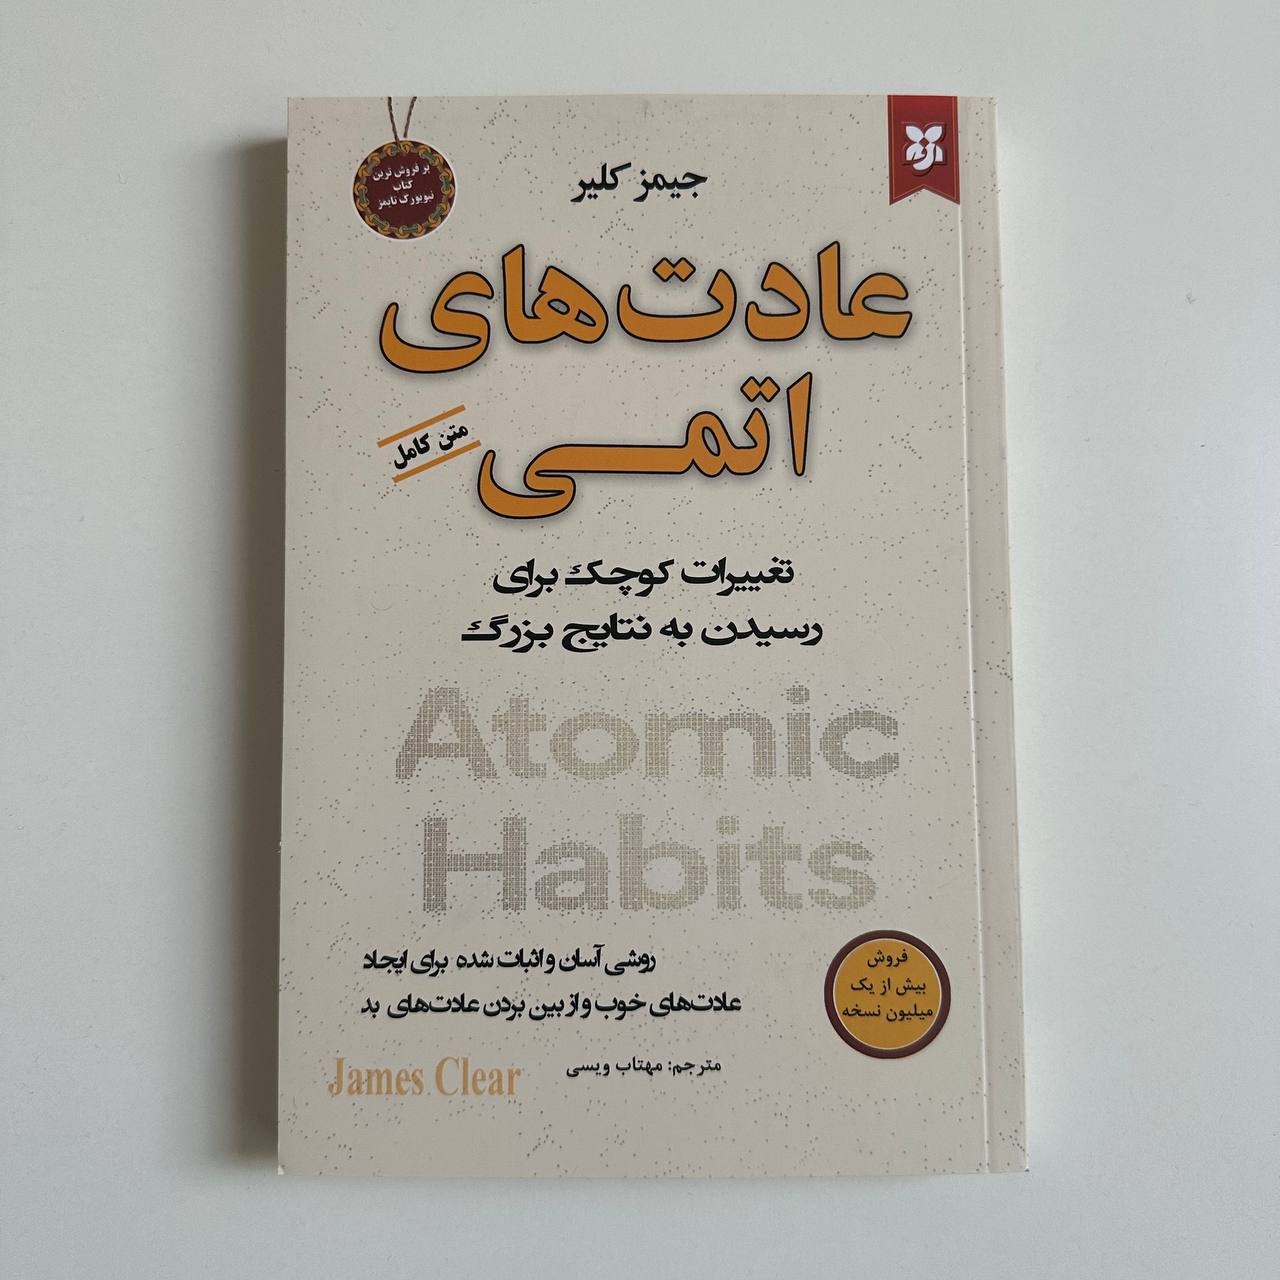 پر فروش ترین
کتاب
نیویورک تایمز
جیمز کلیر
عادت‌های
اتمی
متن کامل
تغییرات کوچک برای
رسیدن به نتایج بزرگ
Atomic
Habits
روشی آسان و اثبات شده برای ایجاد
عادت‌های خوب و از بین بردن عادت‌های بد
فروش
بیش از یک
میلیون نسخه
مترجم: مهتاب ویسی
James Clear